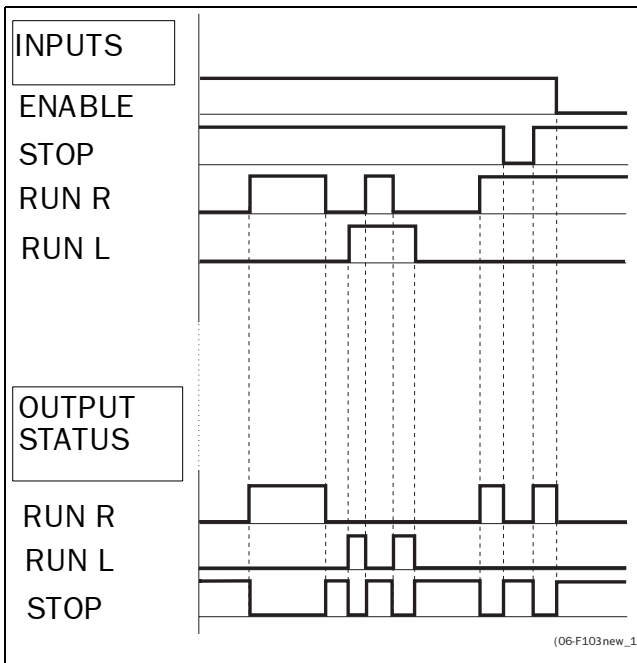 INPUTS
ENABLE
STOP
RUN R
RUN L
OUTPUT
STATUS
RUN R
RUN L
STOP
(06-F103new_1